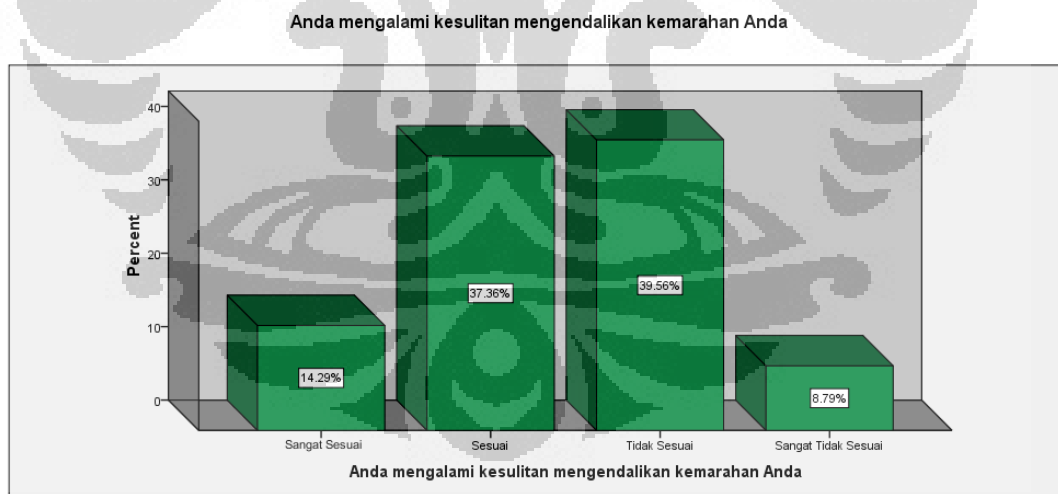 Anda mengalami kesulitan mengendalikan kemarahan Anda
40
30
20
10
0
Percent
14.29%
37.36%
39.56%
8.79%
Sangat Sesuai
Sesuai
Tidak Sesuai
Sangat Tidak Sesuai
Anda mengalami kesulitan mengendalikan kemarahan Anda